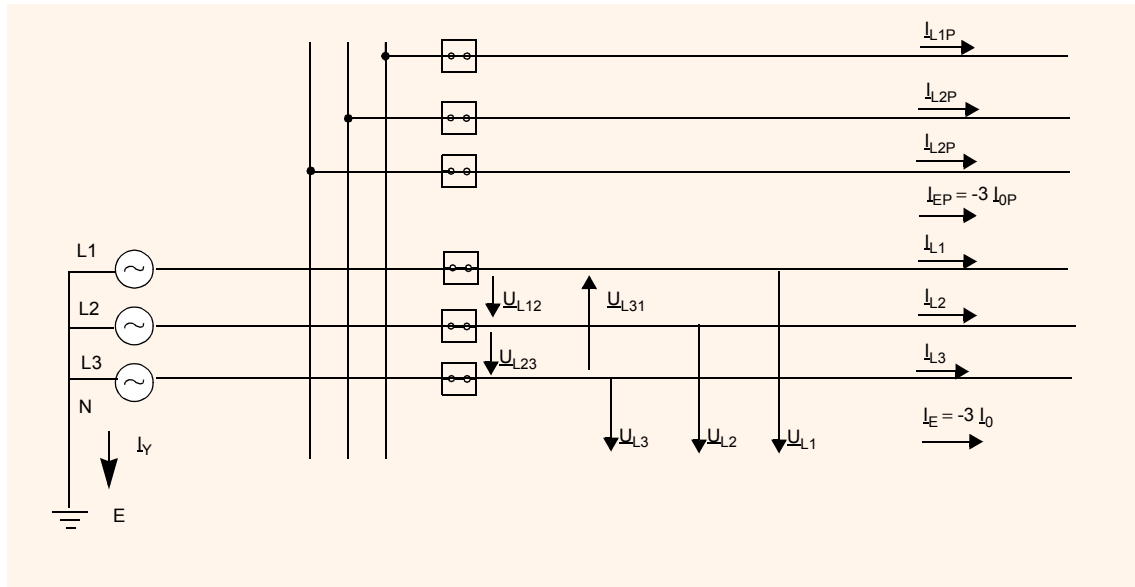 I_L1P
I_L2P
I_L2P
I_EP = -3 I_0P
L1
I_L1
U_L12
U_L31
L2
I_L2
U_L23
L3
I_L3
N
I_Y
U_L3
U_L2
U_L1
I_E = -3 I_0
E